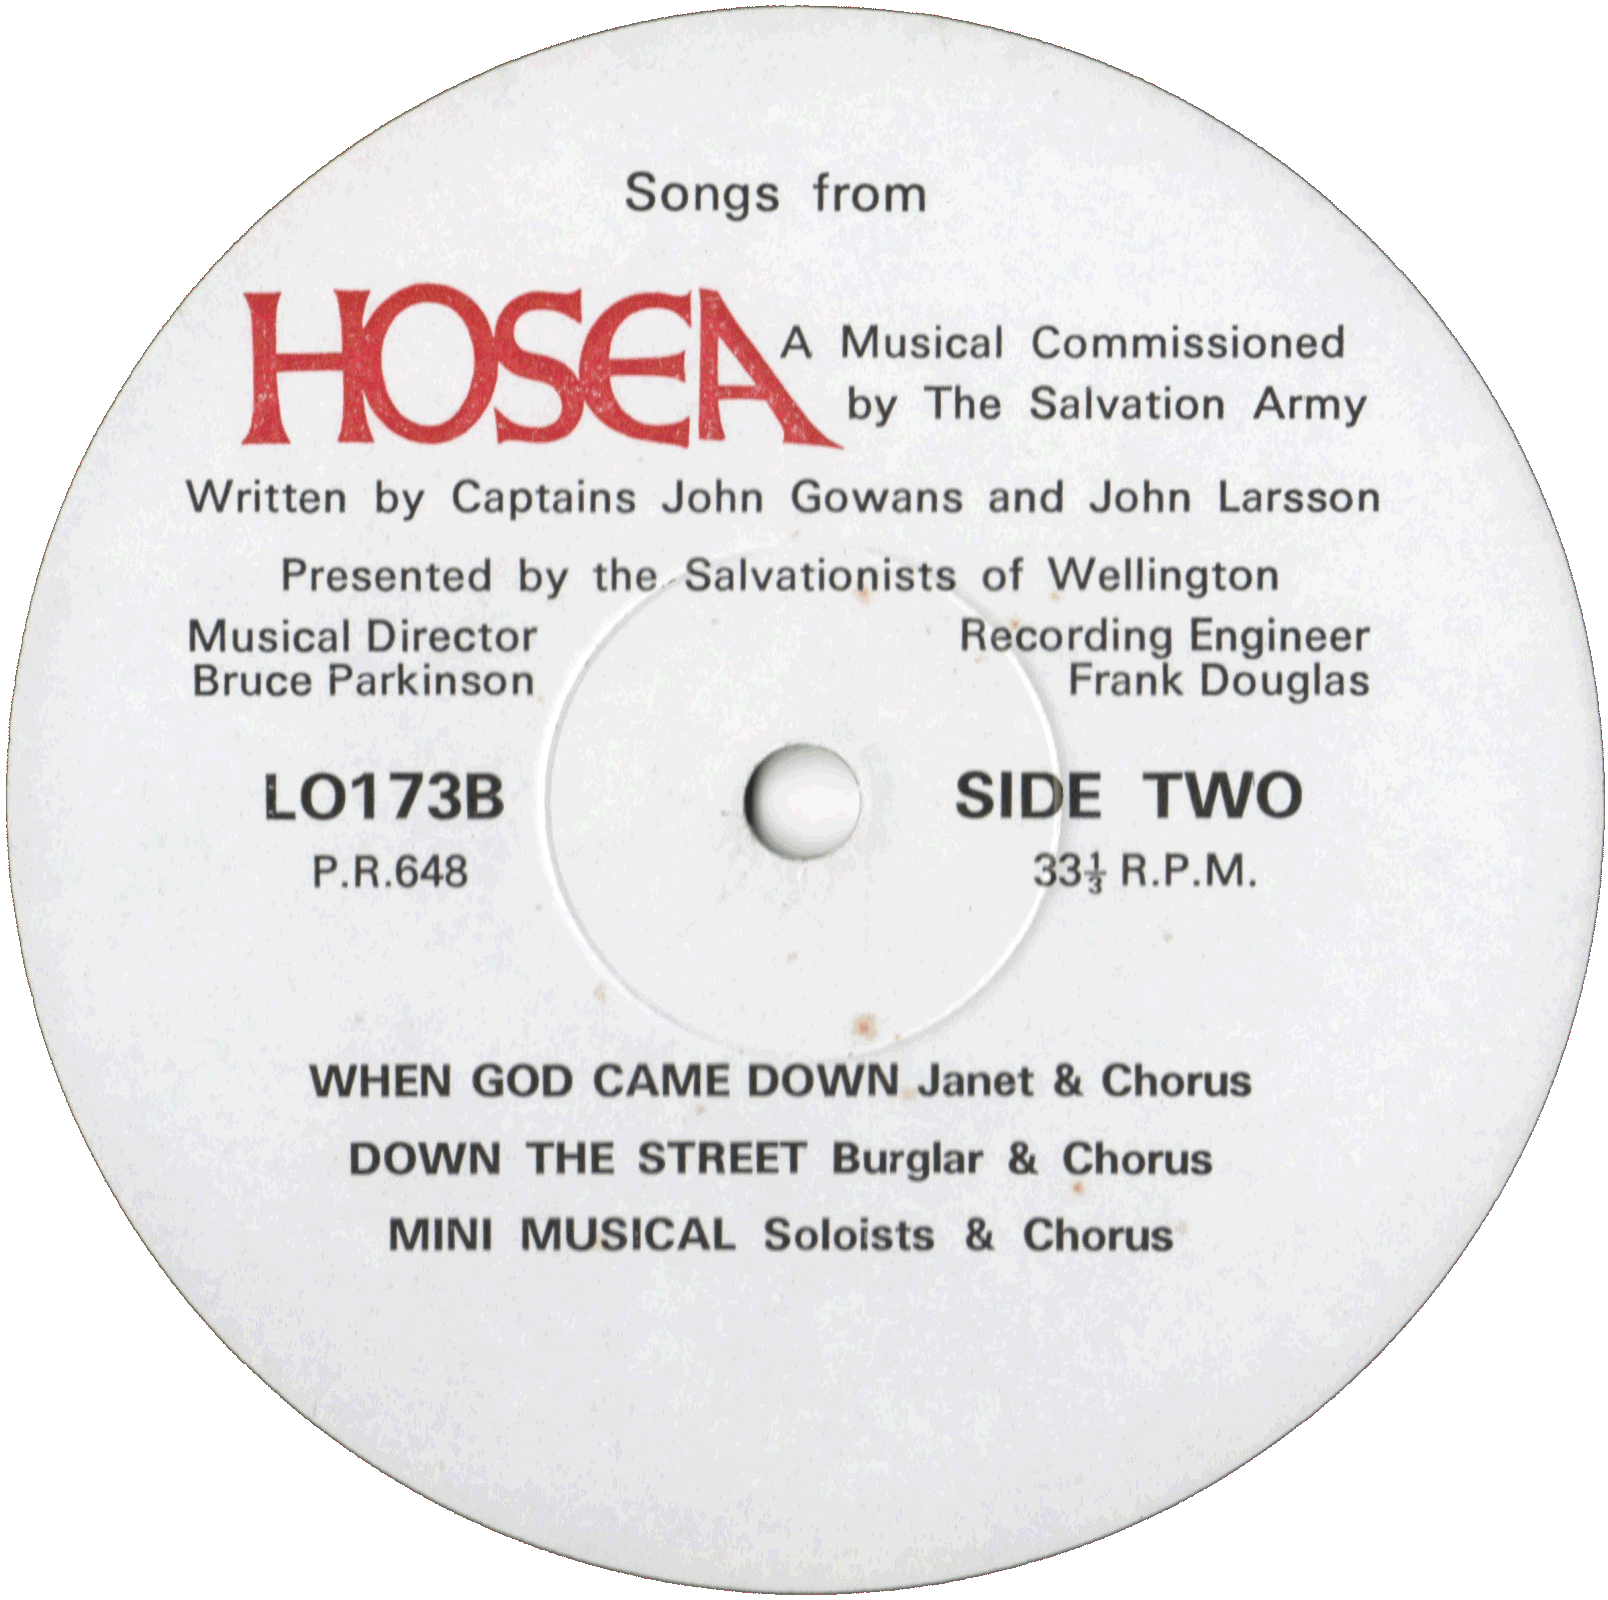 Songs from
HOSEA
A Musical Commissioned
by The Salvation Army
Written by Captains John Gowans and John Larsson
Presented by the Salvationists of Wellington
Musical Director
Bruce Parkinson
Recording Engineer
Frank Douglas
LO173B
P.R.648
SIDE TWO
33⅓ R.P.M.
WHEN GOD CAME DOWN Janet & Chorus
DOWN THE STREET Burglar & Chorus
MINI MUSICAL Soloists & Chorus